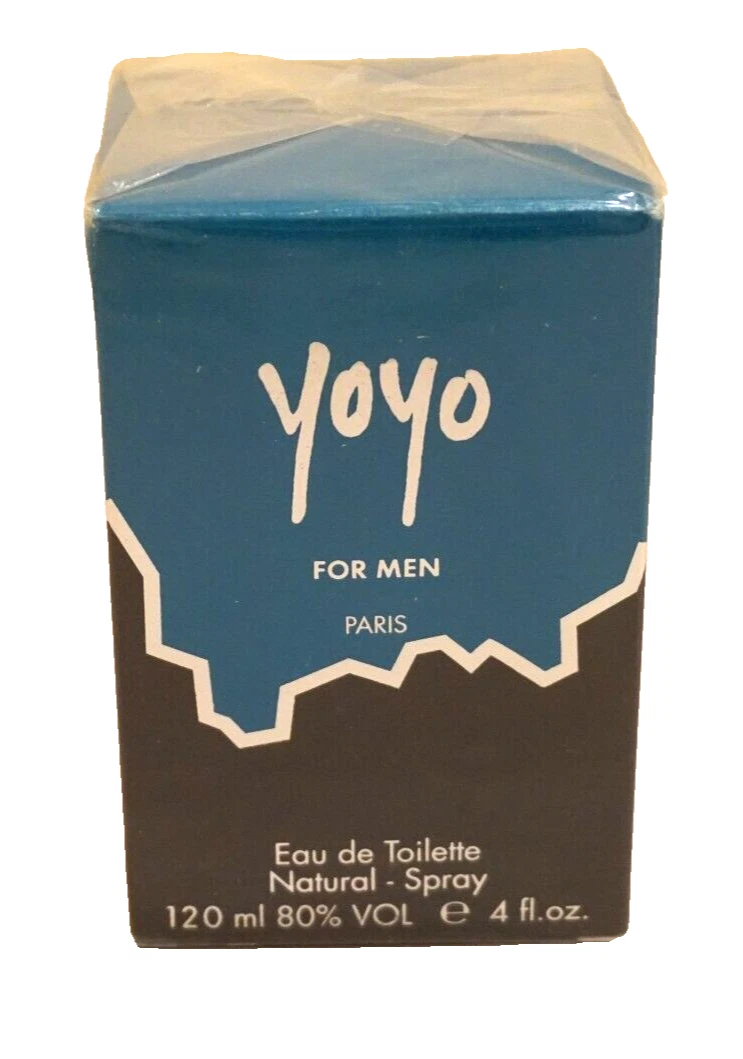 yoyo
FOR MEN
PARIS
Eau de Toilette
Natural - Spray
120 ml 80% VOL ℮ 4 fl.oz.